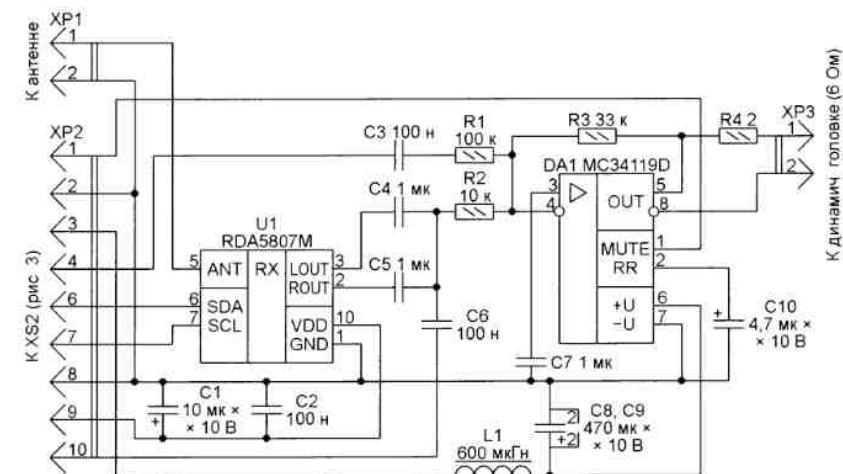 К антенне
XP1
1
2
XP2
1
2
3
4
6
7
8
9
10
К XS2 (рис 3)
C3 100 н
R1
100 к
R3 33 к
R4 2
XP3
1
2
К динамич головке (6 Ом)
C4 1 мк
R2
10 к
DA1 MC34119D
3
4
OUT
5
8
MUTE
1
RR
2
+U
6
–U
7
U1
RDA5807M
5
ANT
RX
LOUT
3
ROUT
2
6
SDA
7
SCL
VDD
10
GND
1
C5 1 мк
C6
100 н
C7 1 мк
C10
+
4,7 мк ×
× 10 В
C1
10 мк ×
× 10 В
+
C2
100 н
L1
600 мкГн
2
+2
C8, C9
470 мк ×
× 10 В